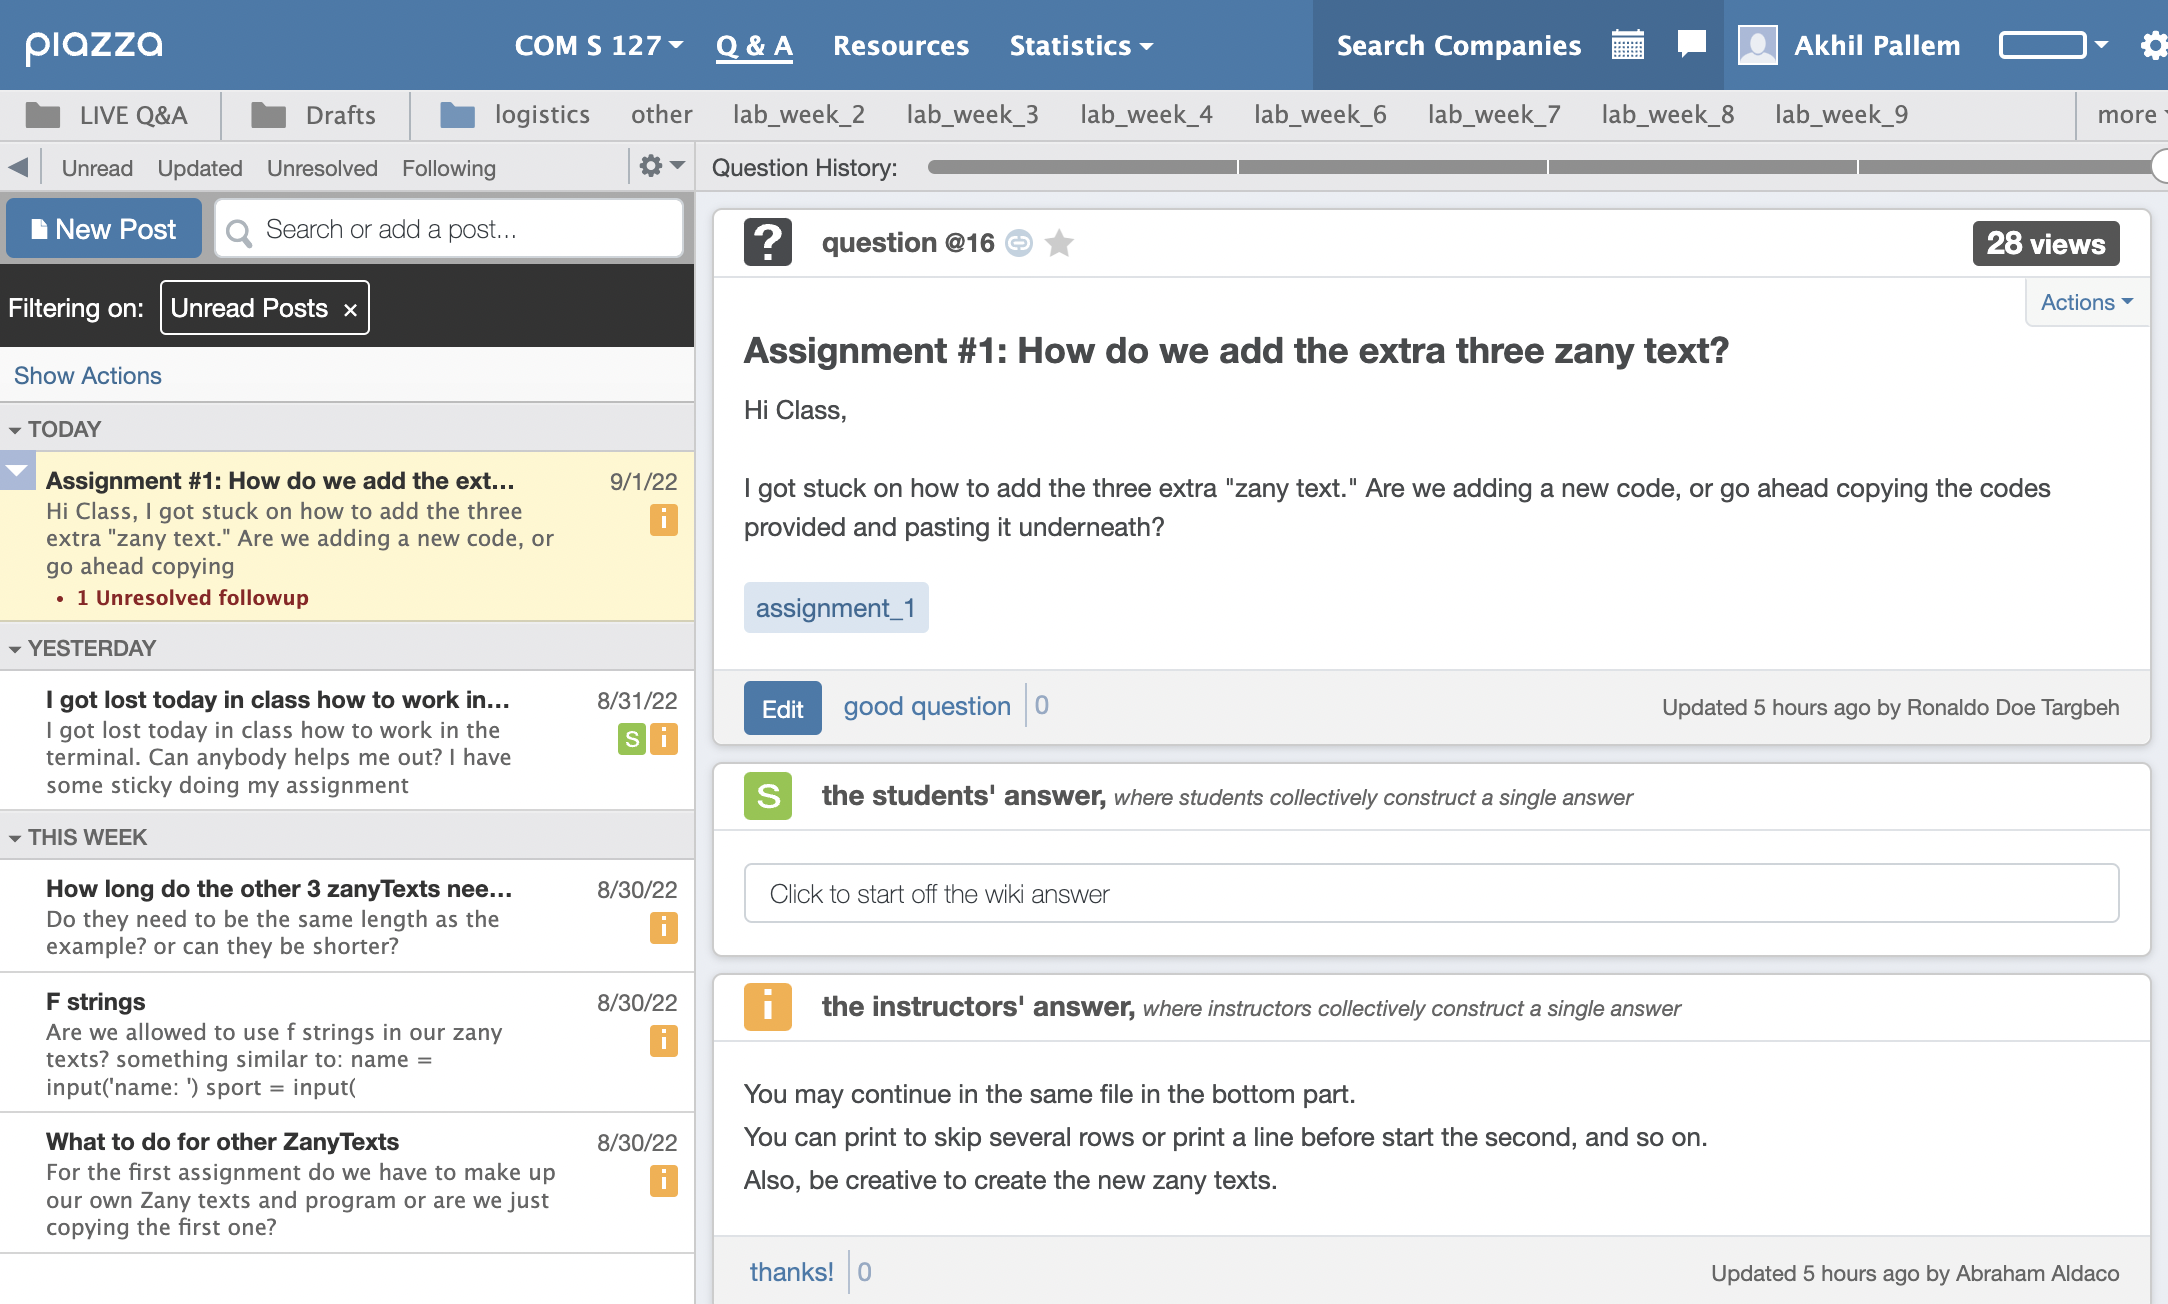 piazza
COM S 127
Q & A
Resources
Statistics
Search Companies
Akhil Pallem
LIVE Q&A
Drafts
logistics
other
lab_week_2
lab_week_3
lab_week_4
lab_week_6
lab_week_7
lab_week_8
lab_week_9
more
Unread
Updated
Unresolved
Following
New Post
Search or add a post...
Filtering on:
Unread Posts ×
Show Actions
TODAY
Assignment #1: How do we add the ext...
9/1/22
Hi Class, I got stuck on how to add the three
extra "zany text." Are we adding a new code, or
go ahead copying
i
• 1 Unresolved followup
YESTERDAY
I got lost today in class how to work in...
8/31/22
I got lost today in class how to work in the
terminal. Can anybody helps me out? I have
some sticky doing my assignment
S i
THIS WEEK
How long do the other 3 zanyTexts nee...
8/30/22
Do they need to be the same length as the
example? or can they be shorter?
i
F strings
8/30/22
Are we allowed to use f strings in our zany
texts? something similar to: name =
input('name: ') sport = input(
i
What to do for other ZanyTexts
8/30/22
For the first assignment do we have to make up
our own Zany texts and program or are we just
copying the first one?
i
Question History:
? question @16
28 views
Actions
Assignment #1: How do we add the extra three zany text?
Hi Class,
I got stuck on how to add the three extra "zany text." Are we adding a new code, or go ahead copying the codes
provided and pasting it underneath?
assignment_1
Edit
good question
0
Updated 5 hours ago by Ronaldo Doe Targbeh
S the students' answer, where students collectively construct a single answer
Click to start off the wiki answer
i the instructors' answer, where instructors collectively construct a single answer
You may continue in the same file in the bottom part.
You can print to skip several rows or print a line before start the second, and so on.
Also, be creative to create the new zany texts.
thanks!
0
Updated 5 hours ago by Abraham Aldaco